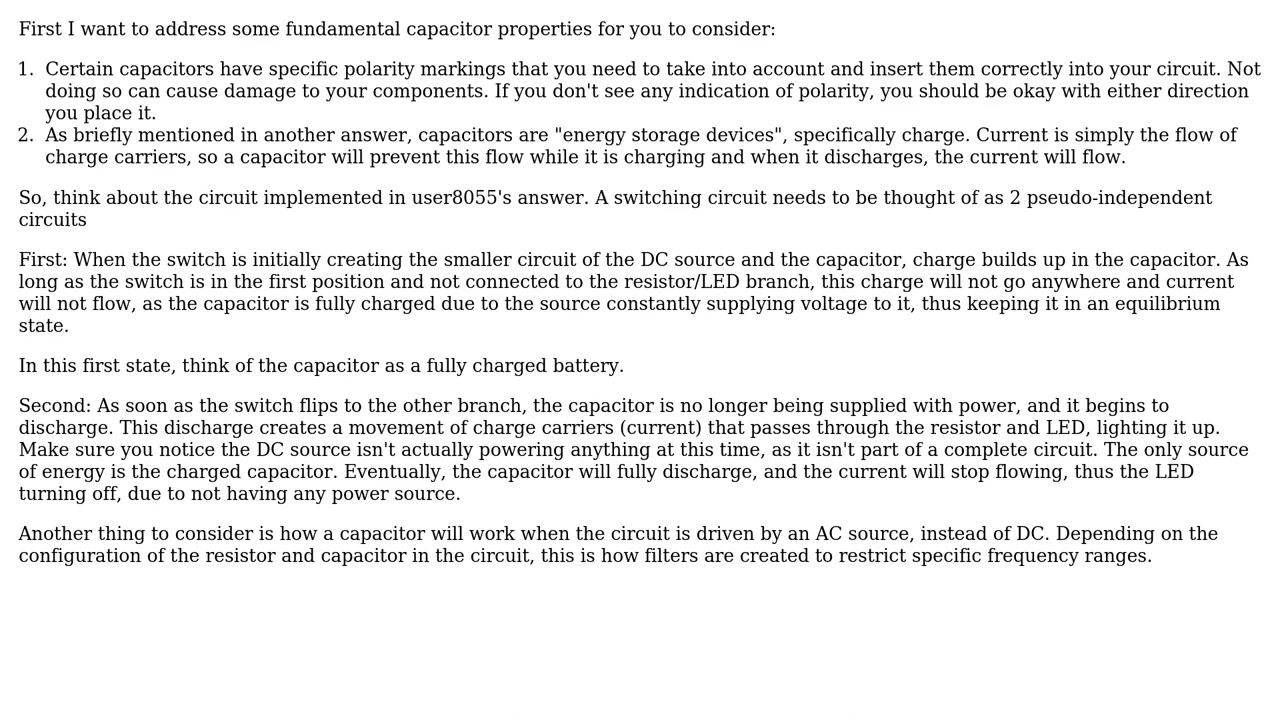 First I want to address some fundamental capacitor properties for you to consider:
1. Certain capacitors have specific polarity markings that you need to take into account and insert them correctly into your circuit. Not
doing so can cause damage to your components. If you don't see any indication of polarity, you should be okay with either direction
you place it.
2. As briefly mentioned in another answer, capacitors are "energy storage devices", specifically charge. Current is simply the flow of
charge carriers, so a capacitor will prevent this flow while it is charging and when it discharges, the current will flow.
So, think about the circuit implemented in user8055's answer. A switching circuit needs to be thought of as 2 pseudo-independent
circuits
First: When the switch is initially creating the smaller circuit of the DC source and the capacitor, charge builds up in the capacitor. As
long as the switch is in the first position and not connected to the resistor/LED branch, this charge will not go anywhere and current
will not flow, as the capacitor is fully charged due to the source constantly supplying voltage to it, thus keeping it in an equilibrium
state.
In this first state, think of the capacitor as a fully charged battery.
Second: As soon as the switch flips to the other branch, the capacitor is no longer being supplied with power, and it begins to
discharge. This discharge creates a movement of charge carriers (current) that passes through the resistor and LED, lighting it up.
Make sure you notice the DC source isn't actually powering anything at this time, as it isn't part of a complete circuit. The only source
of energy is the charged capacitor. Eventually, the capacitor will fully discharge, and the current will stop flowing, thus the LED
turning off, due to not having any power source.
Another thing to consider is how a capacitor will work when the circuit is driven by an AC source, instead of DC. Depending on the
configuration of the resistor and capacitor in the circuit, this is how filters are created to restrict specific frequency ranges.